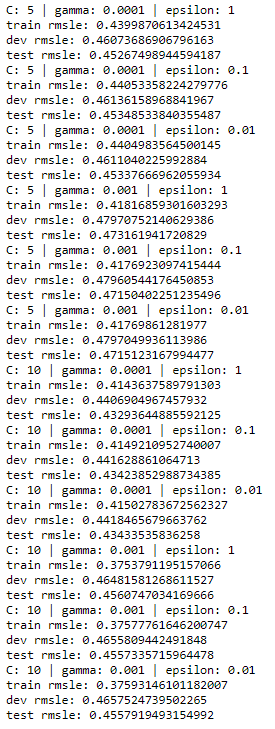 C: 5 | gamma: 0.0001 | epsilon: 1
train rmsle: 0.4399870613424531
dev rmsle: 0.46073686906796163
test rmsle: 0.45267498944594187
C: 5 | gamma: 0.0001 | epsilon: 0.1
train rmsle: 0.44053358224279776
dev rmsle: 0.46136158968841967
test rmsle: 0.45348533840355487
C: 5 | gamma: 0.0001 | epsilon: 0.01
train rmsle: 0.4404983564500145
dev rmsle: 0.4611040225992884
test rmsle: 0.45337666962055934
C: 5 | gamma: 0.001 | epsilon: 1
train rmsle: 0.41816859301603293
dev rmsle: 0.47970752140629386
test rmsle: 0.473161941720829
C: 5 | gamma: 0.001 | epsilon: 0.1
train rmsle: 0.4176923097415444
dev rmsle: 0.47960544176450853
test rmsle: 0.47150402251235496
C: 5 | gamma: 0.001 | epsilon: 0.01
train rmsle: 0.41769861281977
dev rmsle: 0.4797049936113986
test rmsle: 0.4715123167994477
C: 10 | gamma: 0.0001 | epsilon: 1
train rmsle: 0.4143637589791303
dev rmsle: 0.4406904967457932
test rmsle: 0.43293644885592125
C: 10 | gamma: 0.0001 | epsilon: 0.1
train rmsle: 0.4149210952740007
dev rmsle: 0.441628861064713
test rmsle: 0.43423852988734385
C: 10 | gamma: 0.0001 | epsilon: 0.01
train rmsle: 0.41502783672562327
dev rmsle: 0.4418465679663762
test rmsle: 0.43433535836258
C: 10 | gamma: 0.001 | epsilon: 1
train rmsle: 0.3753791195157066
dev rmsle: 0.46481581268611527
test rmsle: 0.4560747034169666
C: 10 | gamma: 0.001 | epsilon: 0.1
train rmsle: 0.37577761646200747
dev rmsle: 0.4655809442491848
test rmsle: 0.4557335715964478
C: 10 | gamma: 0.001 | epsilon: 0.01
train rmsle: 0.37593146101182007
dev rmsle: 0.4657524739502265
test rmsle: 0.4557919493154992